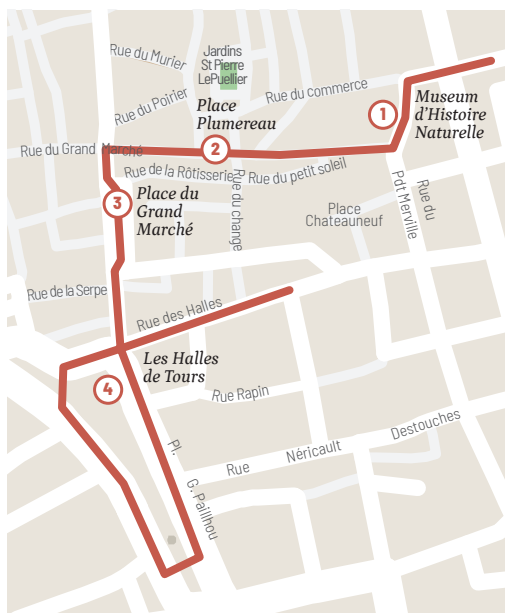 Rue du Murier
Jardins
St Pierre
LePuellier
Rue du Poirier
Rue du commerce
Place
Plumereau
1
Museum
d'Histoire
Naturelle
Rue du Grand Marché
2
Rue de la Rôtisserie
Rue du petit soleil
Rue du change
Rue du
Pdt Merville
3
Place du
Grand
Marché
Place
Chateauneuf
Rue de la Serpe
Rue des Halles
Les Halles
de Tours
4
Rue Rapin
Pl.
G. Pailhou
Rue
Néricault
Destouches